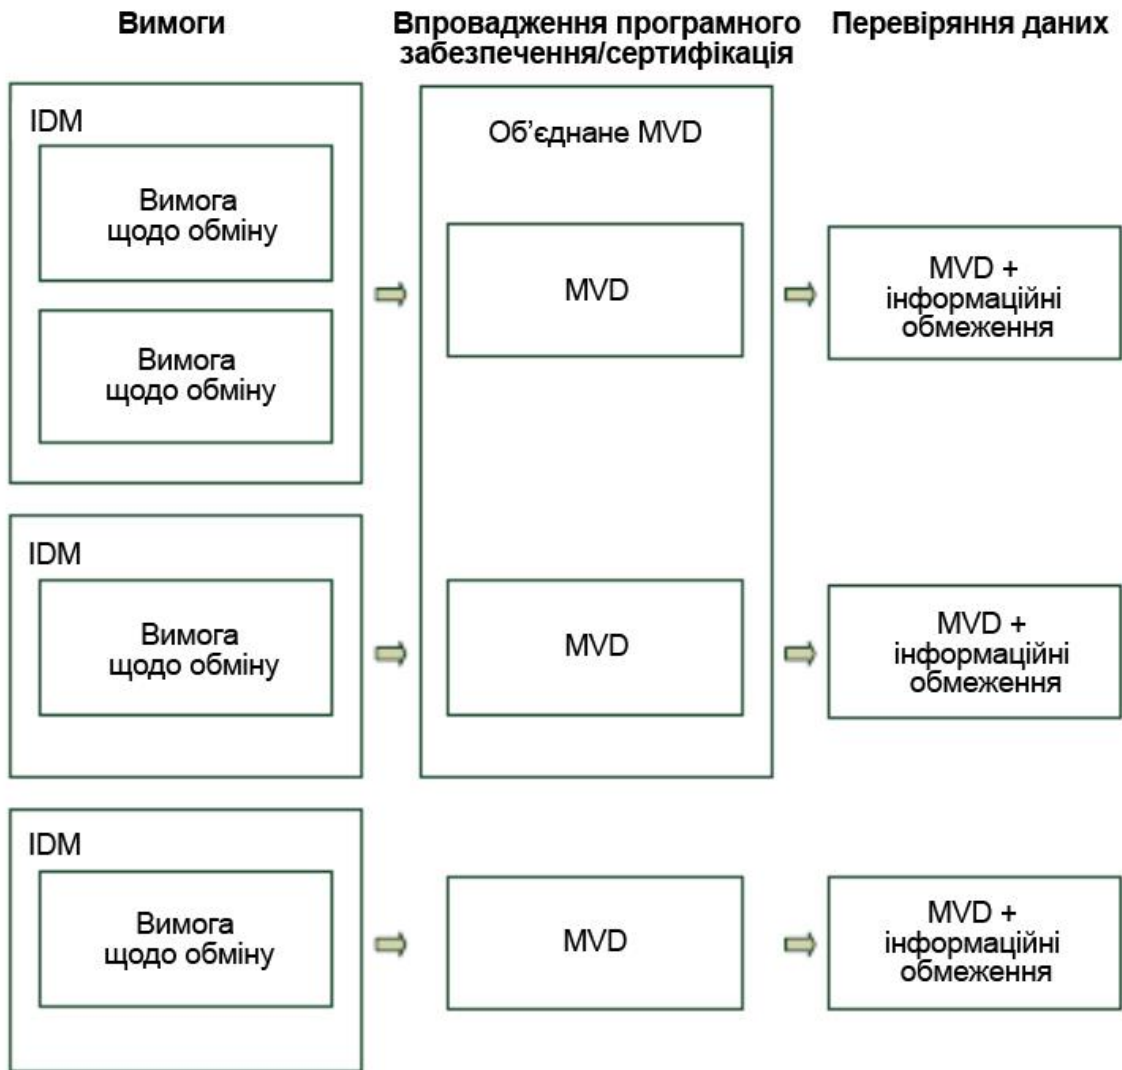 Вимоги
Впровадження програмного
забезпечення/сертифікація
Перевіряння даних
IDM
Вимога
щодо обміну
Вимога
щодо обміну
Об’єднане MVD
MVD
MVD +
інформаційні
обмеження
IDM
Вимога
щодо обміну
MVD
MVD +
інформаційні
обмеження
IDM
Вимога
щодо обміну
MVD
MVD +
інформаційні
обмеження